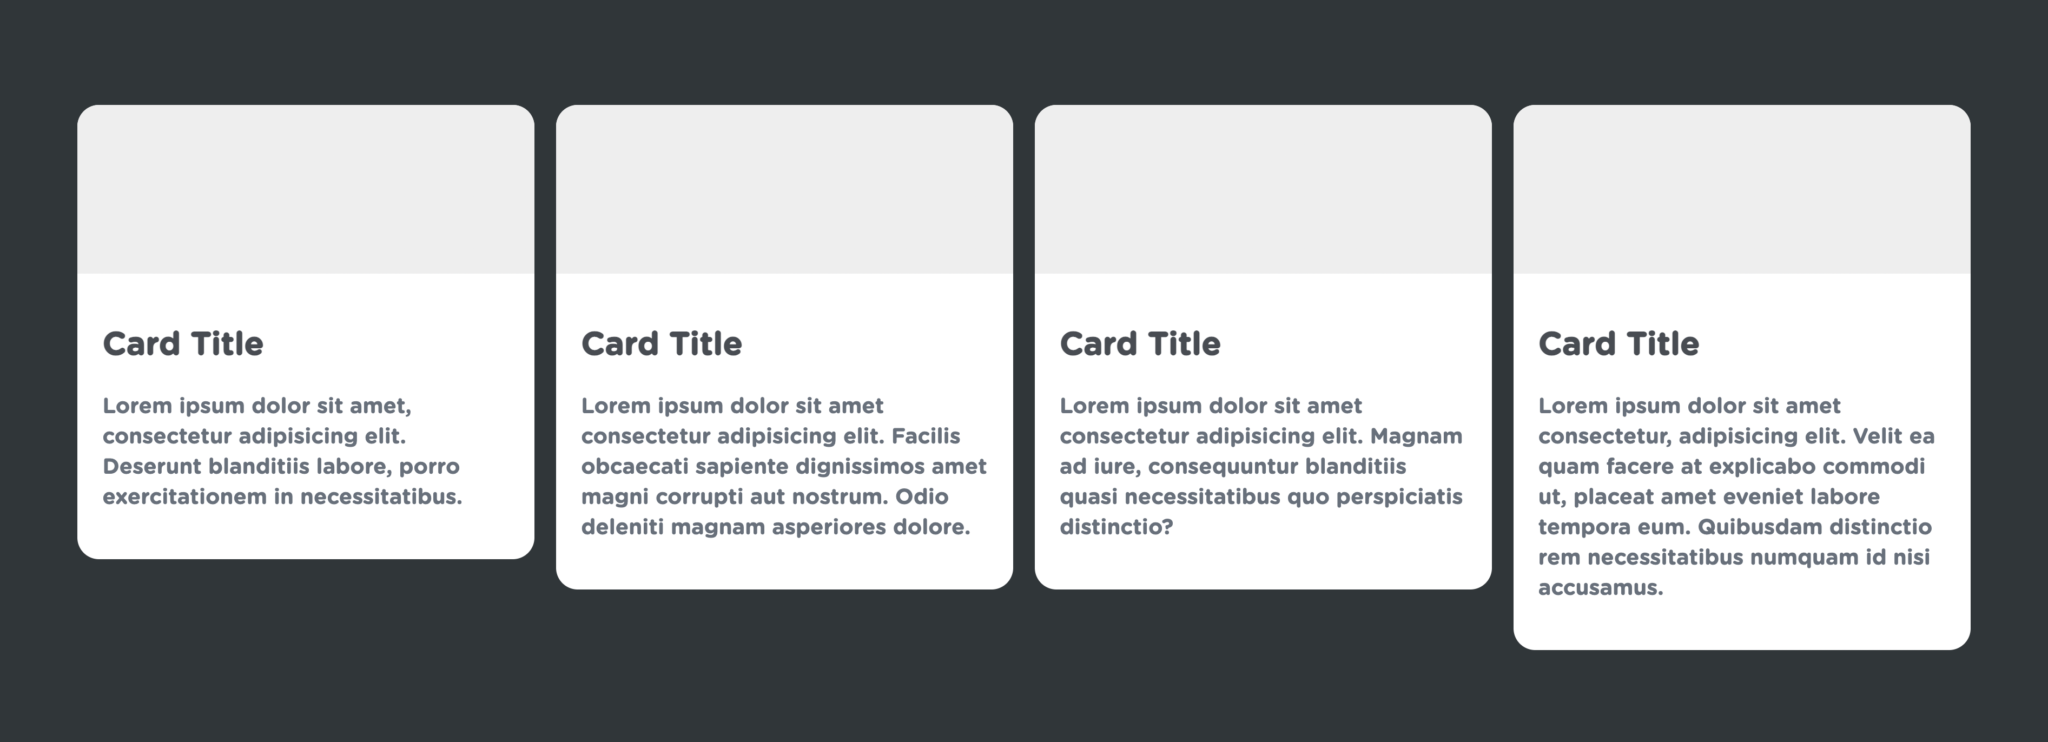 Card Title
Lorem ipsum dolor sit amet,
consectetur adipisicing elit.
Deserunt blanditiis labore, porro
exercitationem in necessitatibus.
Card Title
Lorem ipsum dolor sit amet
consectetur adipisicing elit. Facilis
obcaecati sapiente dignissimos amet
magni corrupti aut nostrum. Odio
deleniti magnam asperiores dolore.
Card Title
Lorem ipsum dolor sit amet
consectetur adipisicing elit. Magnam
ad iure, consequuntur blanditiis
quasi necessitatibus quo perspiciatis
distinctio?
Card Title
Lorem ipsum dolor sit amet
consectetur, adipisicing elit. Velit ea
quam facere at explicabo commodi
ut, placeat amet eveniet labore
tempora eum. Quibusdam distinctio
rem necessitatibus numquam id nisi
accusamus.